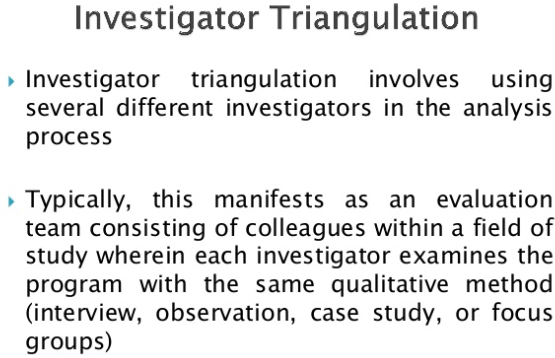 Investigator Triangulation
Investigator triangulation involves using
several different investigators in the analysis
process
Typically, this manifests as an evaluation
team consisting of colleagues within a field of
study wherein each investigator examines the
program with the same qualitative method
(interview, observation, case study, or focus
groups)